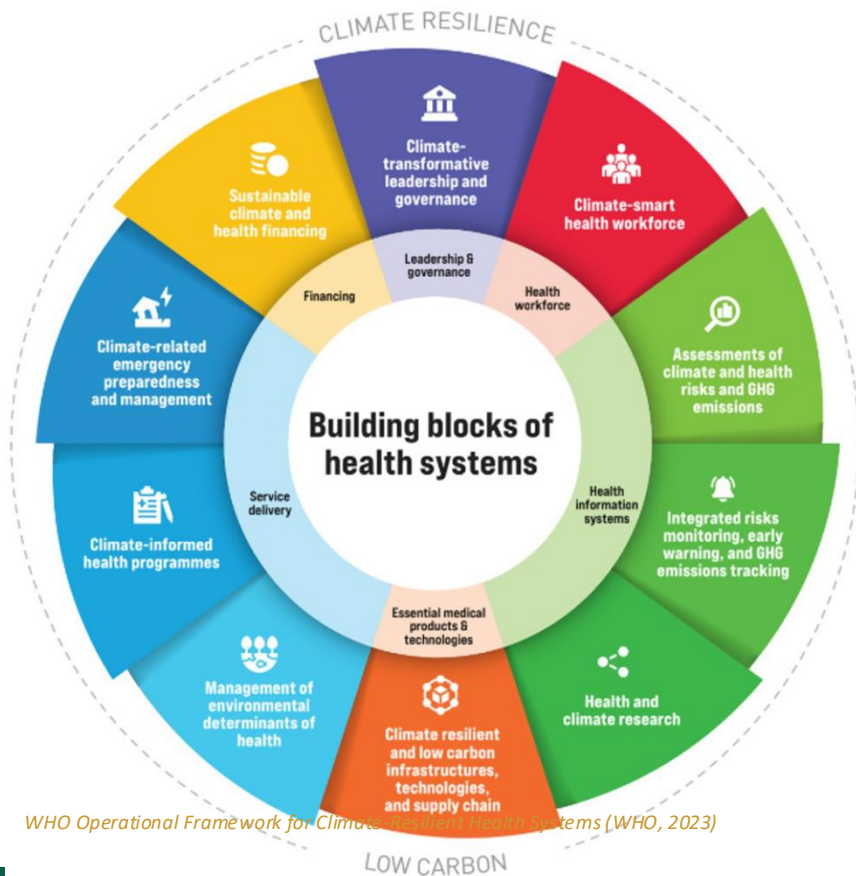 CLIMATE RESILIENCE
Climate-
transformative
leadership and
governance
Climate-smart
health workforce
Sustainable
climate and
health financing
Leadership &
governance
Financing
Health
workforce
Climate-related
emergency
preparedness
and management
Assessments of
climate and health
risks and GHG
emissions
Building blocks of
health systems
Service
delivery
Health
information
systems
Climate-informed
health programmes
Integrated risks
monitoring, early
warning, and GHG
emissions tracking
Essential medical
products &
technologies
Management of
environmental
determinants of
health
Health and
climate research
Climate resilient
and low carbon
infrastructures,
technologies,
and supply chain
WHO Operational Framework for Climate-Resilient Health Systems (WHO, 2023)
LOW CARBON